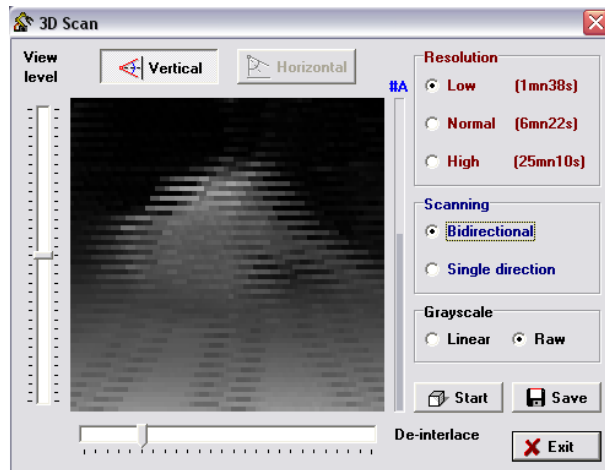 3D Scan
View level
Vertical
Horizontal
#A
Resolution
Low (1mn38s)
Normal (6mn22s)
High (25mn10s)
Scanning
Bidirectional
Single direction
Grayscale
Linear Raw
Start Save
De-interlace
Exit